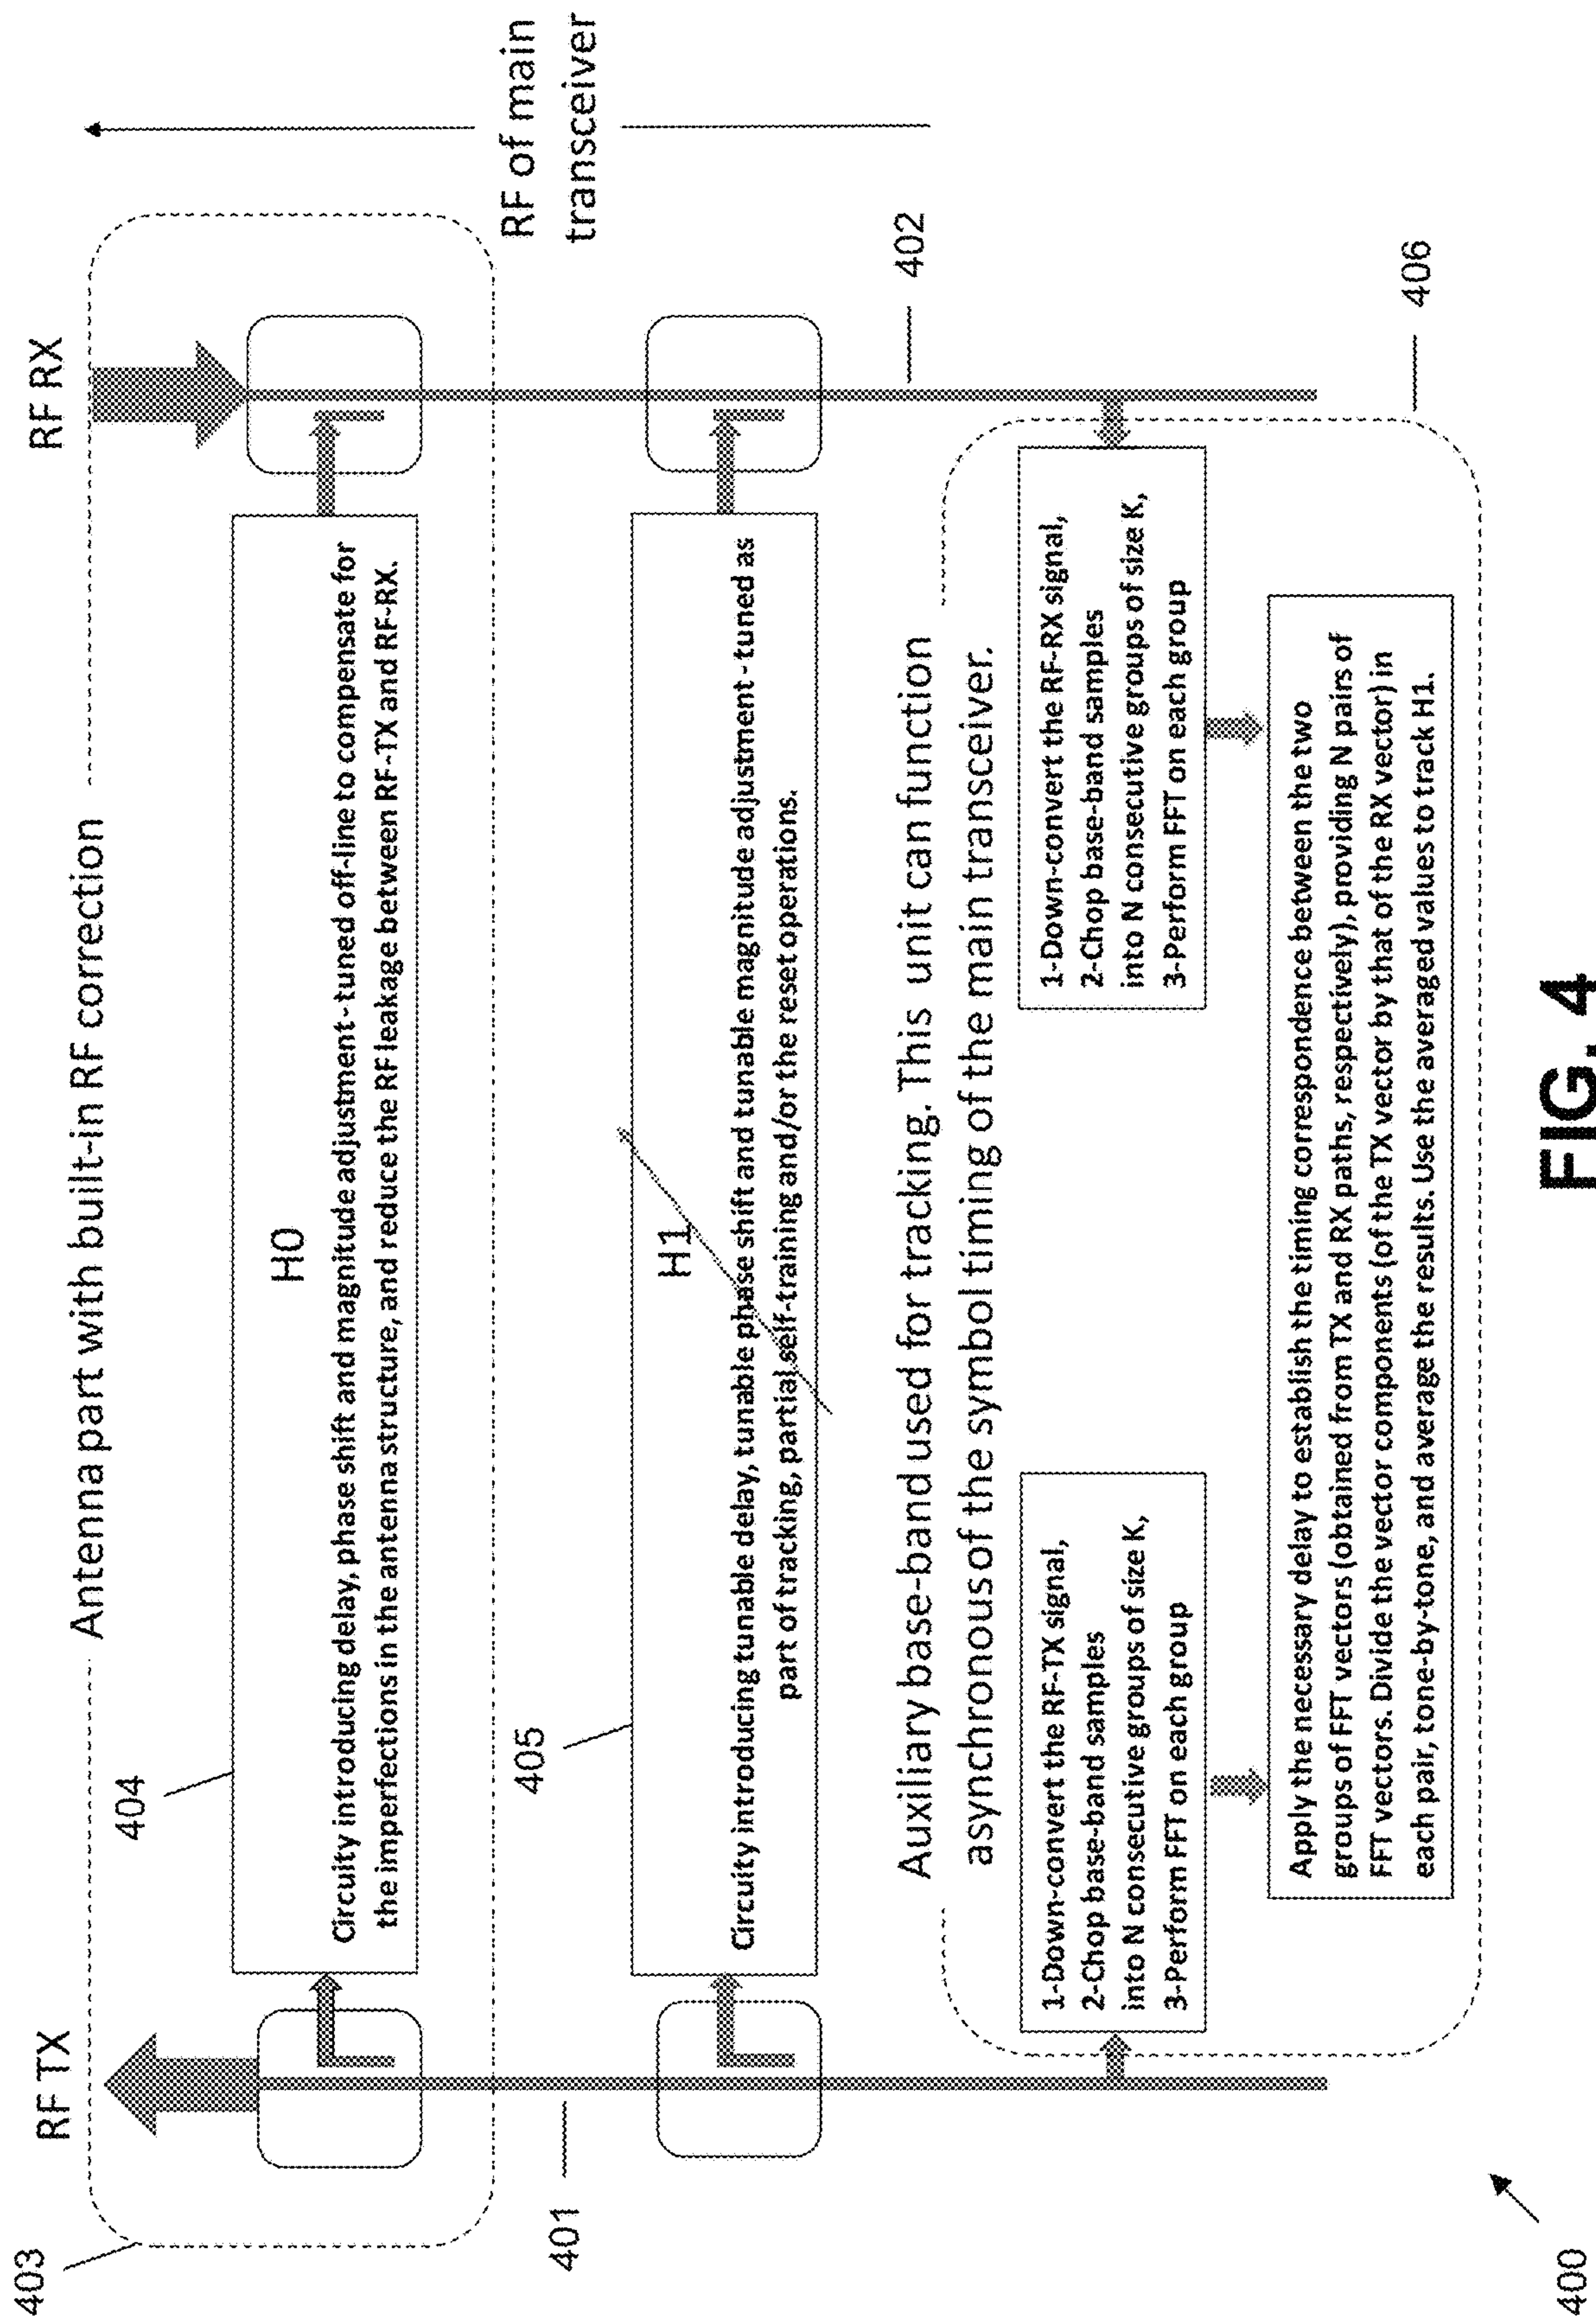 403
RF TX
Antenna part with built-in RF correction
RF RX
404
H0
Circuity introducing delay, phase shift and magnitude adjustment - tuned off-line to compensate for
the imperfections in the antenna structure, and reduce the RF leakage between RF-TX and RF-RX.
RF of main
transceiver
401
405
H1
Circuity introducing tunable delay, tunable phase shift and tunable magnitude adjustment - tuned as
part of tracking, partial self-training and/or the reset operations.
402
Auxiliary base-band used for tracking. This unit can function
asynchronous of the symbol timing of the main transceiver.
1-Down-convert the RF-TX signal,
2-Chop base-band samples
into N consecutive groups of size K,
3-Perform FFT on each group
1-Down-convert the RF-RX signal,
2-Chop base-band samples
into N consecutive groups of size K,
3-Perform FFT on each group
406
Apply the necessary delay to establish the timing correspondence between the two
groups of FFT vectors (obtained from TX and RX paths, respectively), providing N pairs of
FFT vectors. Divide the vector components (of the TX vector by that of the RX vector) in
each pair, tone-by-tone, and average the results. Use the averaged values to track H1.
400
FIG. 4